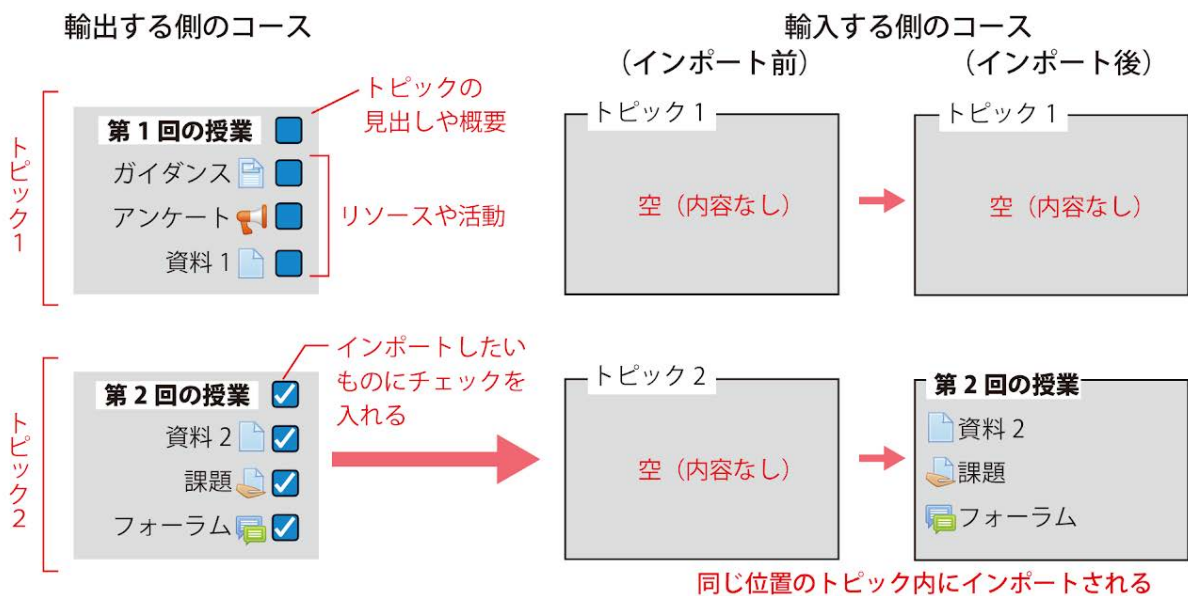 輸出する側のコース
輸入する側のコース
(インポート前)
(インポート後)
トピック1
第1回の授業
ガイダンス
アンケート
資料1
トピックの
見出しや概要
リソースや活動
トピック1
空(内容なし)
トピック1
空(内容なし)
トピック2
第2回の授業
資料2
課題
フォーラム
インポートしたい
ものにチェックを
入れる
トピック2
空(内容なし)
第2回の授業
資料2
課題
フォーラム
同じ位置のトピック内にインポートされる